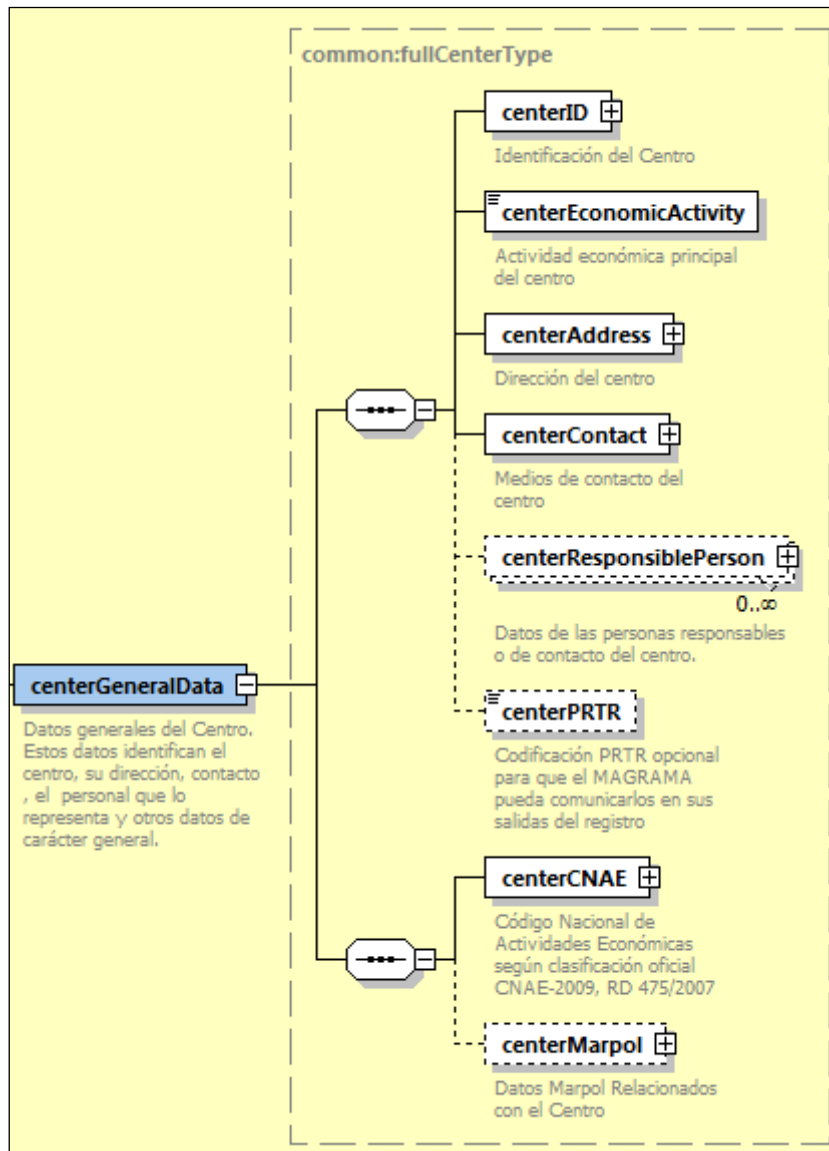 common:fullCenterType
centerID
Identificación del Centro
centerEconomicActivity
Actividad económica principal
del centro
centerAddress
Dirección del centro
centerContact
Medios de contacto del
centro
centerResponsiblePerson
0..∞
Datos de las personas responsables
o de contacto del centro.
centerGeneralData
Datos generales del Centro.
Estos datos identifican el
centro, su dirección, contacto
, el personal que lo
representa y otros datos de
carácter general.
centerPRTR
Codificación PRTR opcional
para que el MAGRAMA
pueda comunicarlos en sus
salidas del registro
centerCNAE
Código Nacional de
Actividades Económicas
según clasificación oficial
CNAE-2009, RD 475/2007
centerMarpol
Datos Marpol Relacionados
con el Centro